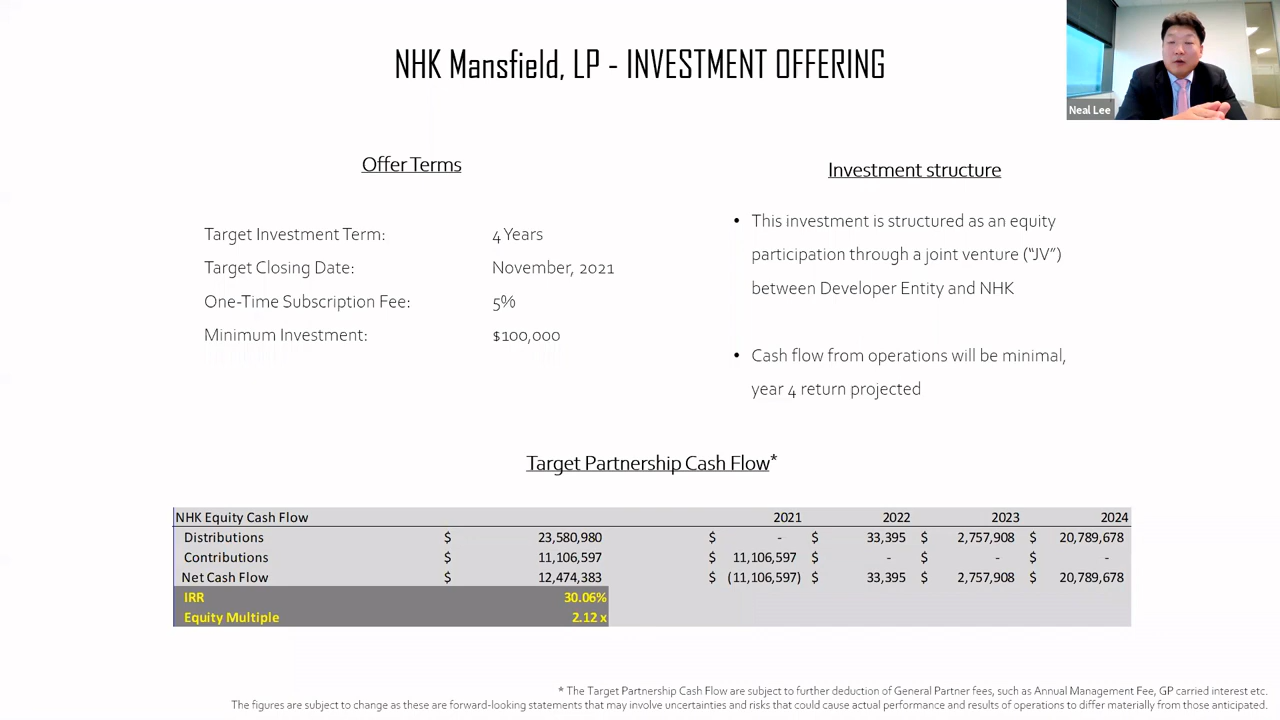 NHK Mansfield, LP - INVESTMENT OFFERING
Neal Lee
Offer Terms
Target Investment Term: 4 Years
Target Closing Date: November, 2021
One-Time Subscription Fee: 5%
Minimum Investment: $100,000
Investment structure
• This investment is structured as an equity
participation through a joint venture (“JV”)
between Developer Entity and NHK
• Cash flow from operations will be minimal,
year 4 return projected
Target Partnership Cash Flow*
NHK Equity Cash Flow 2021 2022 2023 2024
Distributions $ 23,580,980 $ - $ 33,395 $ 2,757,908 $ 20,789,678
Contributions $ 11,106,597 $ 11,106,597 $ - $ - $ -
Net Cash Flow $ 12,474,383 $ (11,106,597) $ 33,395 $ 2,757,908 $ 20,789,678
IRR 30.06%
Equity Multiple 2.12 x
* The Target Partnership Cash Flow are subject to further deduction of General Partner fees, such as Annual Management Fee, GP carried interest etc.
The figures are subject to change as these are forward-looking statements that may involve uncertainties and risks that could cause actual performance and results of operations to differ materially from those anticipated.